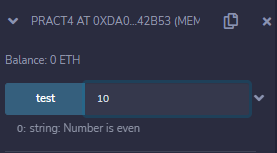 PRACT4 AT 0XDA0...42B53 (MEM
Balance: 0 ETH
test 10
0: string: Number is even